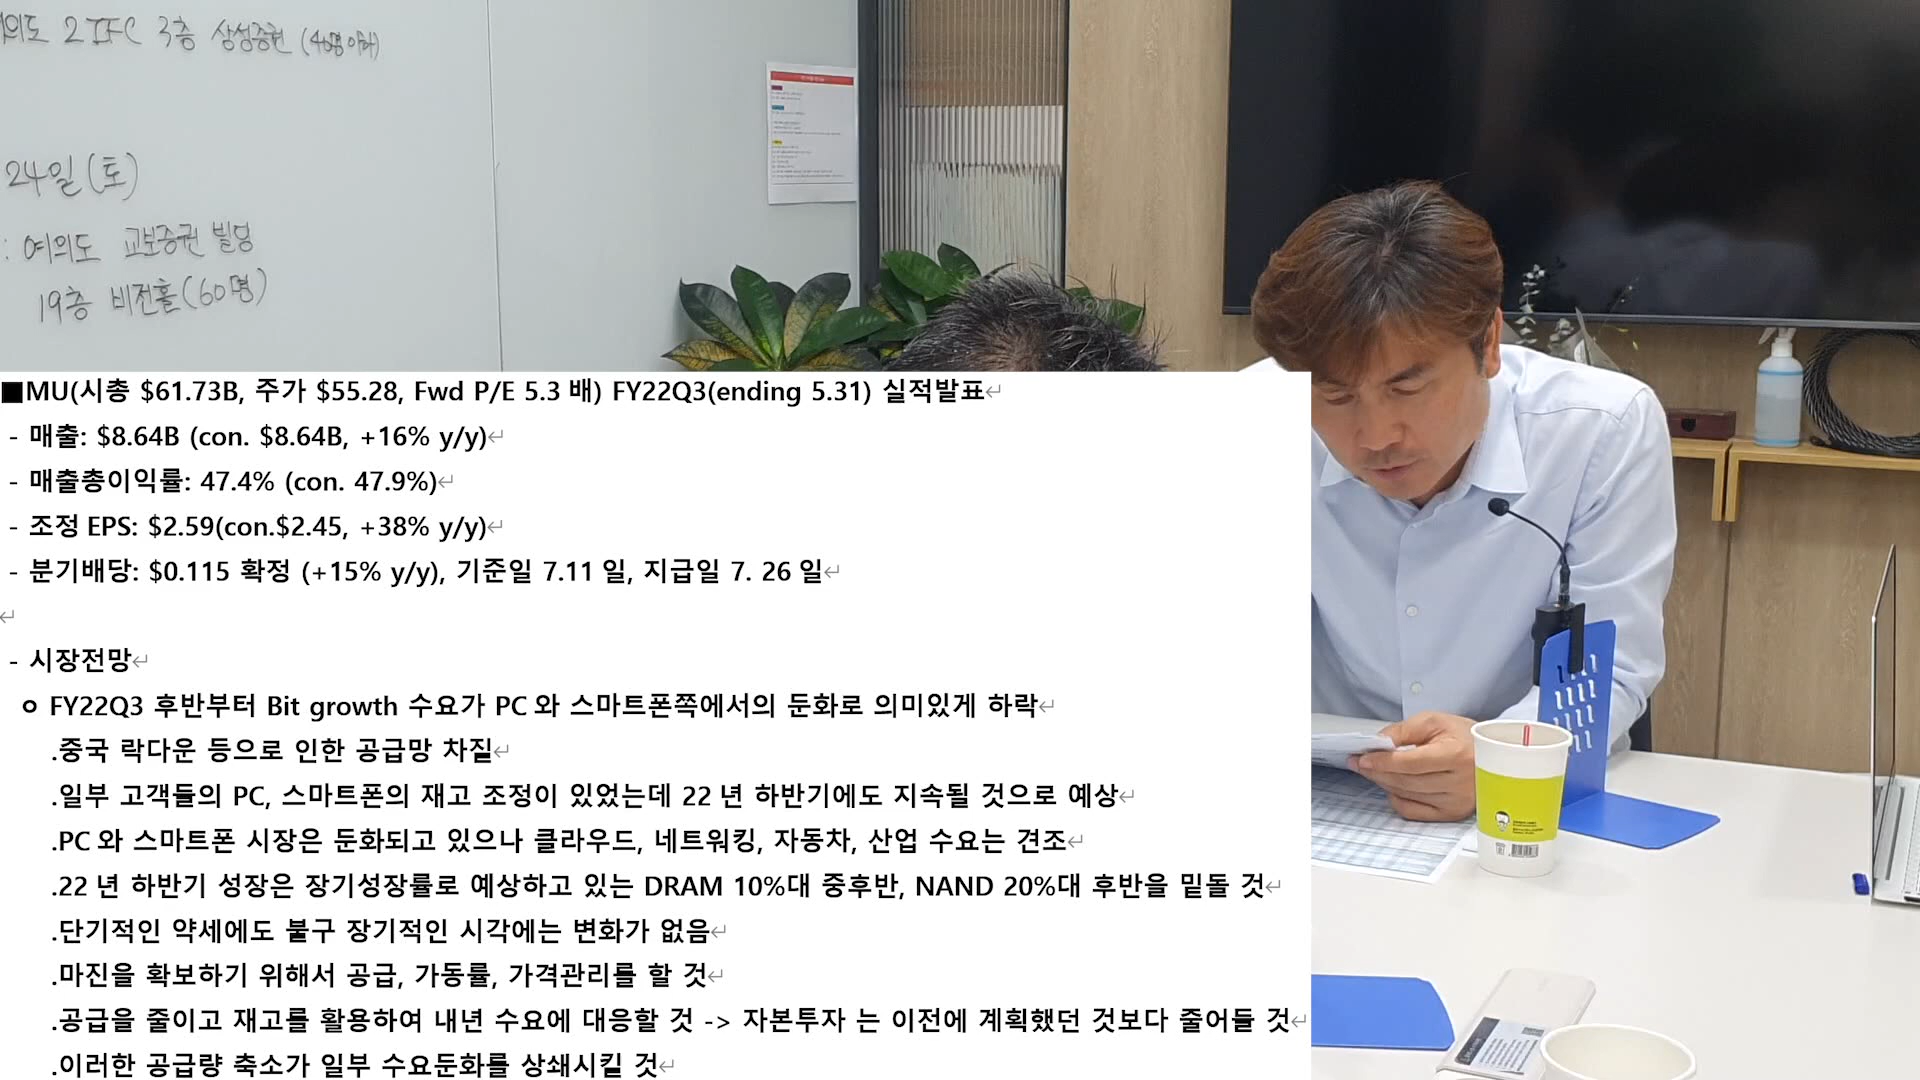 여의도 2 IFC 3층 삼성증권 (40명 이하)
24일 (토)
: 여의도 교보증권 빌딩
19층 비전홀 (60명)
■MU(시총 $61.73B, 주가 $55.28, Fwd P/E 5.3배) FY22Q3(ending 5.31) 실적발표↵
- 매출: $8.64B (con. $8.64B, +16% y/y)↵
- 매출총이익률: 47.4% (con. 47.9%)↵
- 조정 EPS: $2.59(con.$2.45, +38% y/y)↵
- 분기배당: $0.115 확정 (+15% y/y), 기준일 7.11일, 지급일 7. 26일↵
↵
- 시장전망↵
o FY22Q3 후반부터 Bit growth 수요가 PC와 스마트폰쪽에서의 둔화로 의미있게 하락↵
.중국 락다운 등으로 인한 공급망 차질↵
.일부 고객들의 PC, 스마트폰의 재고 조정이 있었는데 22년 하반기에도 지속될 것으로 예상↵
.PC와 스마트폰 시장은 둔화되고 있으나 클라우드, 네트워킹, 자동차, 산업 수요는 견조↵
.22년 하반기 성장은 장기성장률로 예상하고 있는 DRAM 10%대 중후반, NAND 20%대 후반을 밑돌 것↵
.단기적인 약세에도 불구 장기적인 시각에는 변화가 없음↵
.마진을 확보하기 위해서 공급, 가동률, 가격관리를 할 것↵
.공급을 줄이고 재고를 활용하여 내년 수요에 대응할 것 -> 자본투자 는 이전에 계획했던 것보다 줄어들 것↵
.이러한 공급량 축소가 일부 수요둔화를 상쇄시킬 것↵